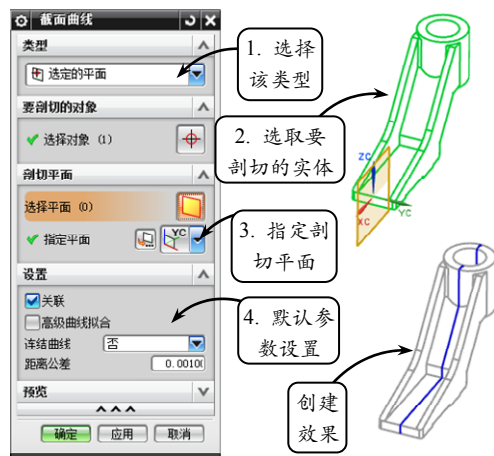 截面曲线
类型
选定的平面
要剖切的对象
选择对象 (1)
剖切平面
选择平面 (0)
指定平面
YC
设置
关联
高级曲线拟合
连结曲线
否
距离公差
0.0010
预览
确定
应用
取消
1. 选择
该类型
2. 选取要
剖切的实体
3. 指定剖
切平面
4. 默认参
数设置
创建
效果
ZC
XC
YC